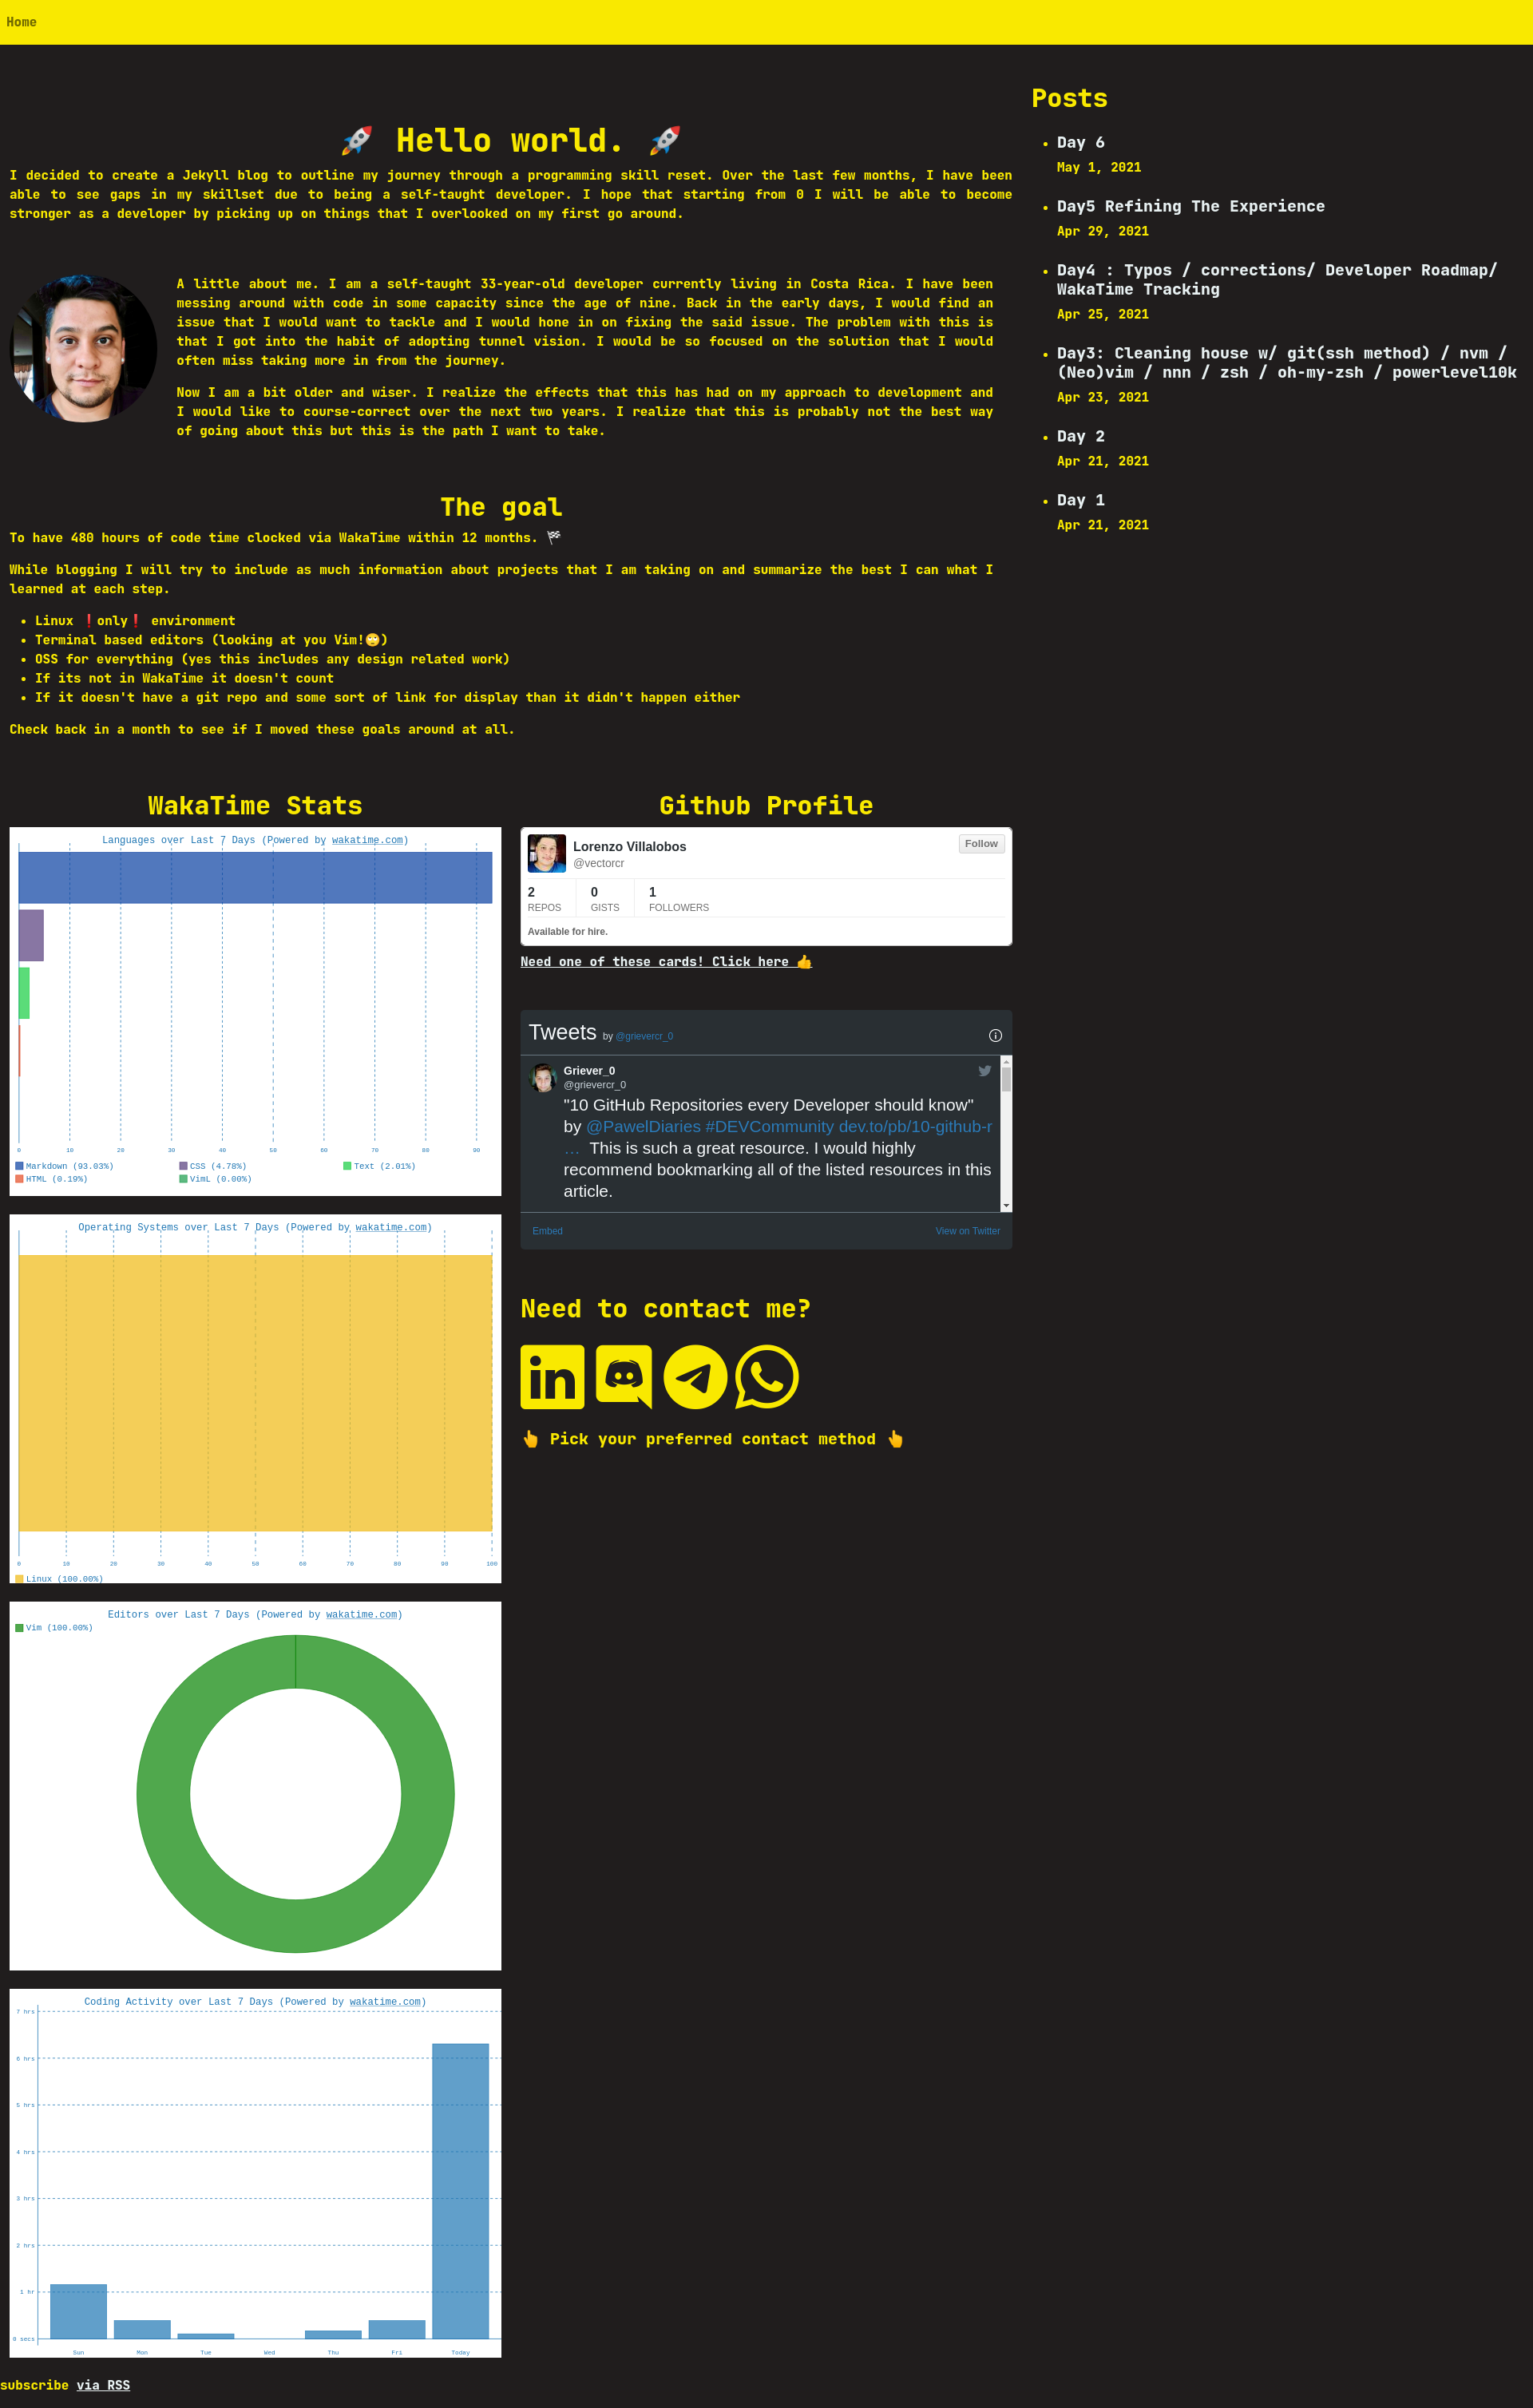 Home
🚀 Hello world. 🚀
I decided to create a Jekyll blog to outline my journey through a programming skill reset. Over the last few months, I have been
able to see gaps in my skillset due to being a self-taught developer. I hope that starting from 0 I will be able to become
stronger as a developer by picking up on things that I overlooked on my first go around.
A little about me. I am a self-taught 33-year-old developer currently living in Costa Rica. I have been
messing around with code in some capacity since the age of nine. Back in the early days, I would find an
issue that I would want to tackle and I would hone in on fixing the said issue. The problem with this is
that I got into the habit of adopting tunnel vision. I would be so focused on the solution that I would
often miss taking more in from the journey.
Now I am a bit older and wiser. I realize the effects that this has had on my approach to development and
I would like to course-correct over the next two years. I realize that this is probably not the best way
of going about this but this is the path I want to take.
The goal
To have 480 hours of code time clocked via WakaTime within 12 months. 🏁
While blogging I will try to include as much information about projects that I am taking on and summarize the best I can what I
learned at each step.
• Linux ❗only❗ environment
• Terminal based editors (looking at you Vim!🙄)
• OSS for everything (yes this includes any design related work)
• If its not in WakaTime it doesn't count
• If it doesn't have a git repo and some sort of link for display than it didn't happen either
Check back in a month to see if I moved these goals around at all.
WakaTime Stats
Languages over Last 7 Days (Powered by wakatime.com)
0 10 20 30 40 50 60 70 80 90
Markdown (93.03%) CSS (4.78%) Text (2.01%)
HTML (0.19%) VimL (0.00%)
Operating Systems over Last 7 Days (Powered by wakatime.com)
0 10 20 30 40 50 60 70 80 90 100
Linux (100.00%)
Editors over Last 7 Days (Powered by wakatime.com)
Vim (100.00%)
Coding Activity over Last 7 Days (Powered by wakatime.com)
7 hrs
6 hrs
5 hrs
4 hrs
3 hrs
2 hrs
1 hr
0 secs
Sun Mon Tue Wed Thu Fri Today
Github Profile
Lorenzo Villalobos
@vectorcr
Follow
2 0 1
REPOS GISTS FOLLOWERS
Available for hire.
Need one of these cards! Click here 👍
Tweets by @grievercr_0
Griever_0
@grievercr_0
"10 GitHub Repositories every Developer should know"
by @PawelDiaries #DEVCommunity dev.to/pb/10-github-r
… This is such a great resource. I would highly
recommend bookmarking all of the listed resources in this
article.
Embed View on Twitter
Need to contact me?
in
👆 Pick your preferred contact method 👆
Posts
• Day 6
May 1, 2021
• Day5 Refining The Experience
Apr 29, 2021
• Day4 : Typos / corrections/ Developer Roadmap/
WakaTime Tracking
Apr 25, 2021
• Day3: Cleaning house w/ git(ssh method) / nvm /
(Neo)vim / nnn / zsh / oh-my-zsh / powerlevel10k
Apr 23, 2021
• Day 2
Apr 21, 2021
• Day 1
Apr 21, 2021
subscribe via RSS